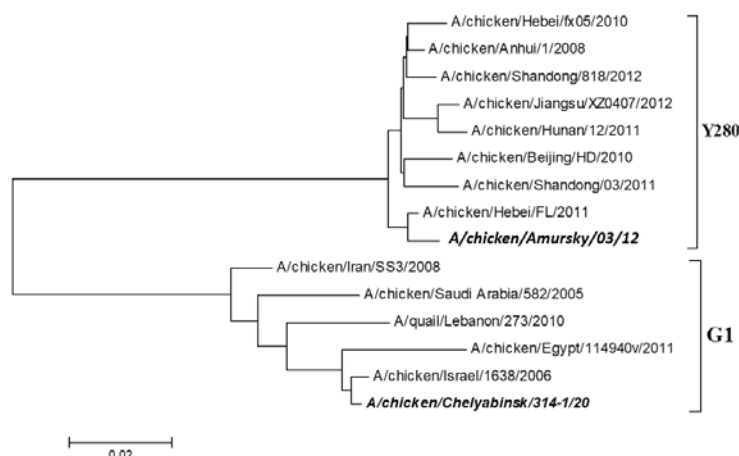 A/chicken/Hebei/fx05/2010
A/chicken/Anhui/1/2008
A/chicken/Shandong/818/2012
A/chicken/Jiangsu/XZ0407/2012
A/chicken/Hunan/12/2011
Y280
A/chicken/Beijing/HD/2010
A/chicken/Shandong/03/2011
A/chicken/Hebei/FL/2011
A/chicken/Amursky/03/12
A/chicken/Iran/SS3/2008
A/chicken/Saudi Arabia/582/2005
A/quail/Lebanon/273/2010
G1
A/chicken/Egypt/114940v/2011
A/chicken/Israel/1638/2006
A/chicken/Chelyabinsk/314-1/20
0.02